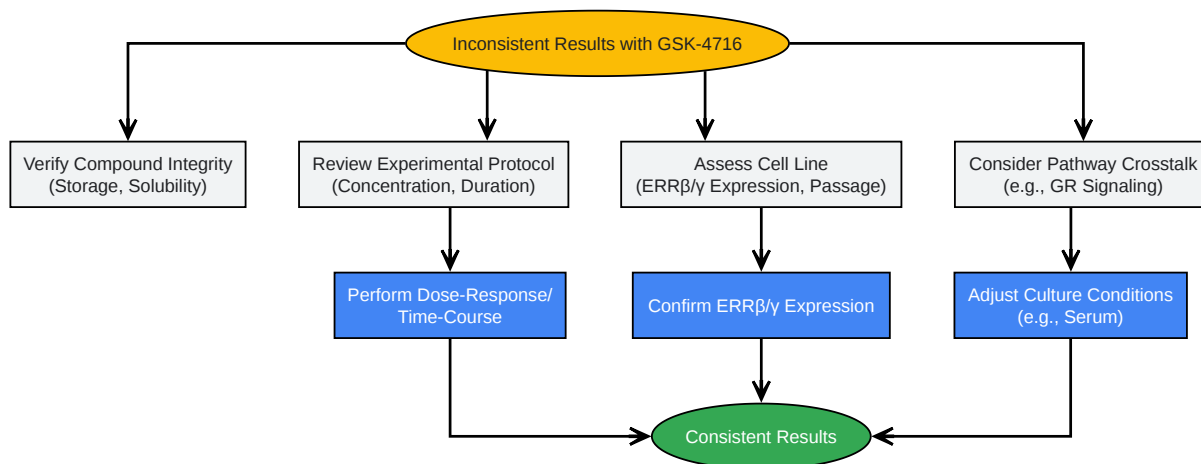 Inconsistent Results with GSK-4716
Verify Compound Integrity
(Storage, Solubility)
Review Experimental Protocol
(Concentration, Duration)
Assess Cell Line
(ERRβ/γ Expression, Passage)
Consider Pathway Crosstalk
(e.g., GR Signaling)
Perform Dose-Response/
Time-Course
Confirm ERRβ/γ Expression
Adjust Culture Conditions
(e.g., Serum)
Consistent Results